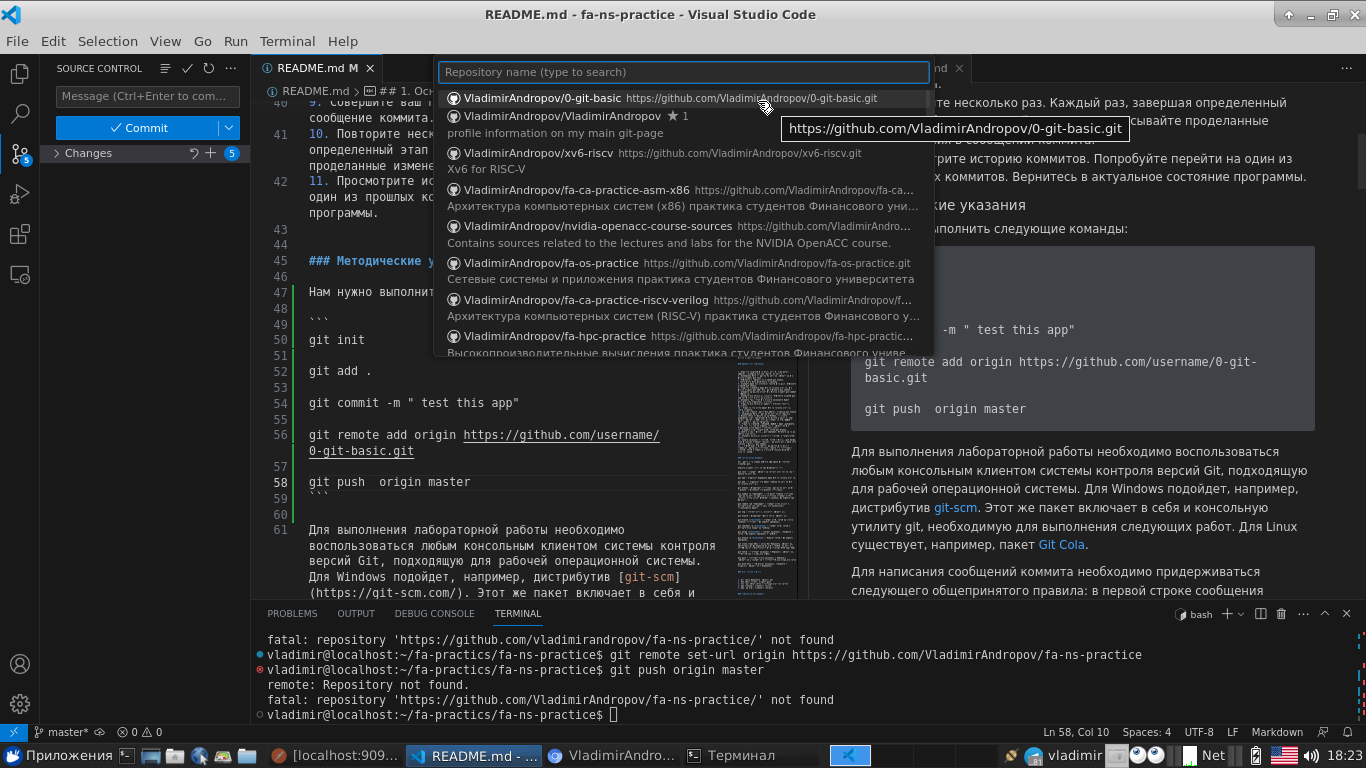 README.md - fa-ns-practice - Visual Studio Code
File Edit Selection View Go Run Terminal Help
SOURCE CONTROL
README.md M
Repository name (type to search)
Message (Ctrl+Enter to com...
Commit
Changes 5
README.md > ## 1. Осн
VladimirAndropov/0-git-basic https://github.com/VladimirAndropov/0-git-basic.git
VladimirAndropov/VladimirAndropov ★ 1
profile information on my main git-page
https://github.com/VladimirAndropov/0-git-basic.git
VladimirAndropov/xv6-riscv https://github.com/VladimirAndropov/xv6-riscv.git
Xv6 for RISC-V
VladimirAndropov/fa-ca-practice-asm-x86 https://github.com/VladimirAndropov/fa-ca...
Архитектура компьютерных систем (x86) практика студентов Финансового уни...
VladimirAndropov/nvidia-openacc-course-sources https://github.com/VladimirAndro...
Contains sources related to the lectures and labs for the NVIDIA OpenACC course.
VladimirAndropov/fa-os-practice https://github.com/VladimirAndropov/fa-os-practice.git
Сетевые системы и приложения практика студентов Финансового университета
VladimirAndropov/fa-ca-practice-riscv-verilog https://github.com/VladimirAndropov/f...
Архитектура компьютерных систем (RISC-V) практика студентов Финансового у...
VladimirAndropov/fa-hpc-practice https://github.com/VladimirAndropov/fa-hpc-practic...
Высокопроизводительные вычисления практика студентов Финансового униве...
40 9. Совершите ваш п
сообщение коммита.
41 10. Повторите неск
определенный этап
проделанные измене
42 11. Просмотрите ис
один из прошлых ко
программы.
43
44
45 ### Методические у
46
47 Нам нужно выполнит
48
49 ```
50 git init
51
52 git add .
53
54 git commit -m " test this app"
55
56 git remote add origin https://github.com/username/
0-git-basic.git
57
58 git push  origin master
59 ```
60
61 Для выполнения лабораторной работы необходимо
воспользоваться любым консольным клиентом системы контроля
версий Git, подходящую для рабочей операционной системы.
Для Windows подойдет, например, дистрибутив [git-scm]
(https://git-scm.com/). Этот же пакет включает в себя и
те несколько раз. Каждый раз, завершая определенный
сывайте проделанные
трите историю коммитов. Попробуйте перейти на один из
коммитов. Вернитесь в актуальное состояние программы.
кие указания
ыполнить следующие команды:
-m " test this app"
git remote add origin https://github.com/username/0-git-
basic.git
git push  origin master
Для выполнения лабораторной работы необходимо воспользоваться
любым консольным клиентом системы контроля версий Git, подходящую
для рабочей операционной системы. Для Windows подойдет, например,
дистрибутив git-scm. Этот же пакет включает в себя и консольную
утилиту git, необходимую для выполнения следующих работ. Для Linux
существует, например, пакет Git Cola.
Для написания сообщений коммита необходимо придерживаться
следующего общепринятого правила: в первой строке сообщения
PROBLEMS OUTPUT DEBUG CONSOLE TERMINAL
bash
fatal: repository 'https://github.com/vladimirandropov/fa-ns-practice/' not found
vladimir@localhost:~/fa-practics/fa-ns-practice$ git remote set-url origin https://github.com/VladimirAndropov/fa-ns-practice
vladimir@localhost:~/fa-practics/fa-ns-practice$ git push origin master
remote: Repository not found.
fatal: repository 'https://github.com/VladimirAndropov/fa-ns-practice/' not found
vladimir@localhost:~/fa-practics/fa-ns-practice$
master* 0 0
Ln 58, Col 10 Spaces: 4 UTF-8 LF Markdown
Приложения [localhost:909... README.md - ... VladimirAndro... Терминал vladimir Net 18:23